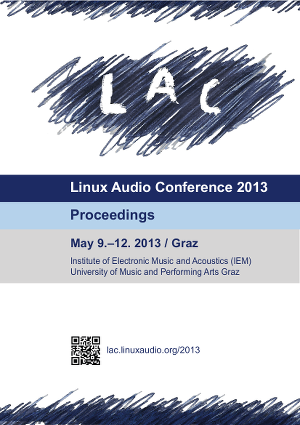 LAC
Linux Audio Conference 2013
Proceedings
May 9.–12. 2013 / Graz
Institute of Electronic Music and Acoustics (IEM)
University of Music and Performing Arts Graz
lac.linuxaudio.org/2013